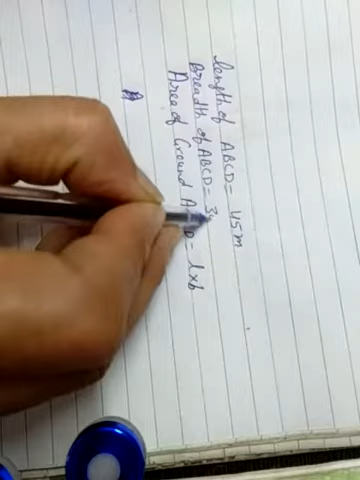 length of ABCD = 45m
Breadth of ABCD = 3
Area of Ground A D = l×b